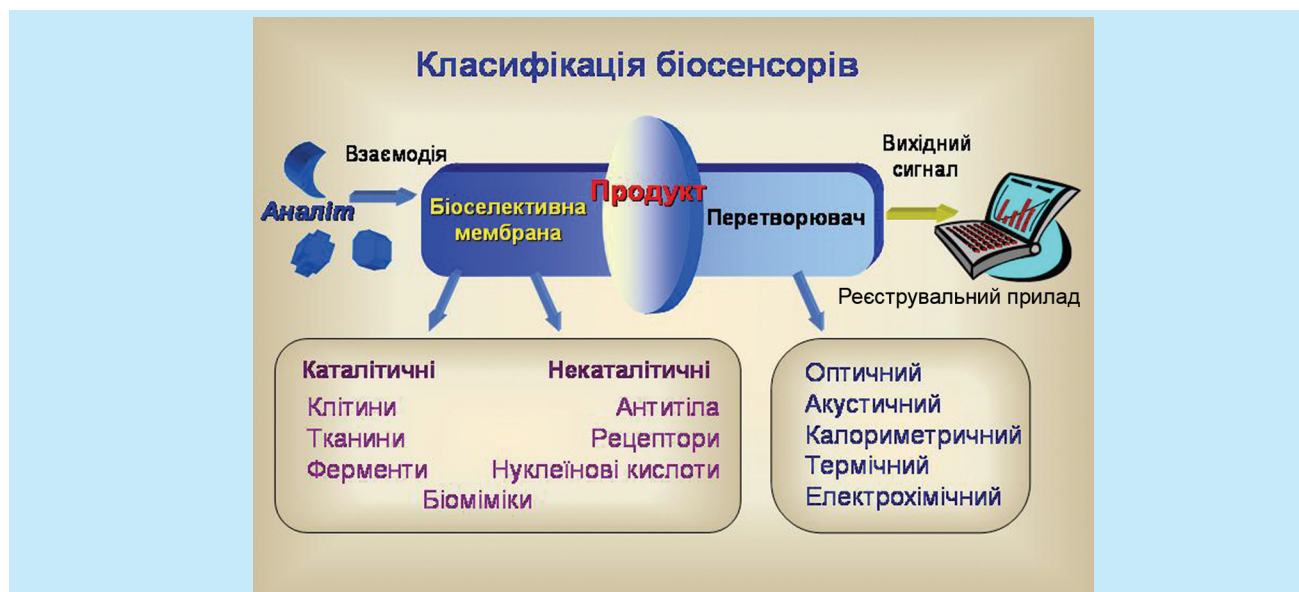 Класифікація біосенсорів
Взаємодія
Аналіт
Біоселективна
мембрана
Продукт
Перетворювач
Вихідний
сигнал
Реєструвальний прилад
Каталітичні
Некаталітичні
Клітини
Антитіла
Тканини
Рецептори
Ферменти
Нуклеїнові кислоти
Біоміміки
Оптичний
Акустичний
Калориметричний
Термічний
Електрохімічний